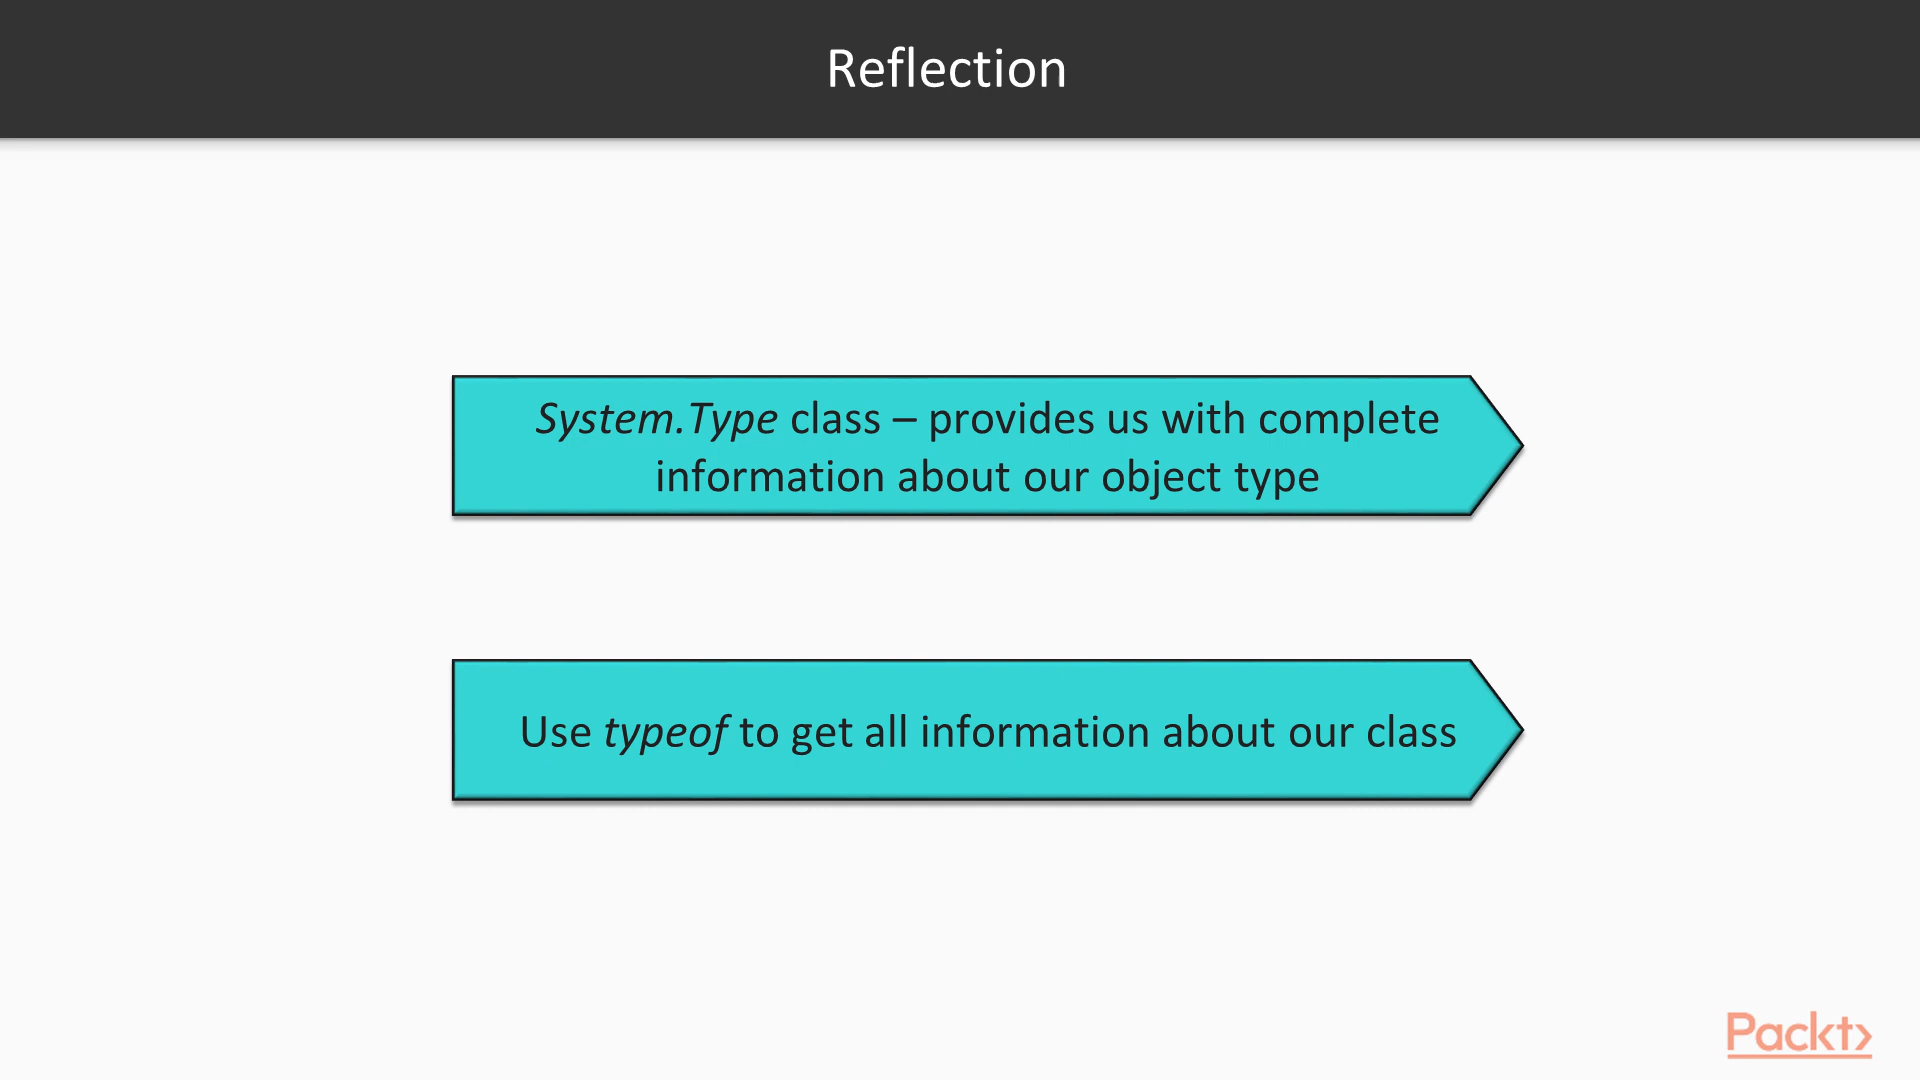 Reflection
System.Type class – provides us with complete
information about our object type
Use typeof to get all information about our class
Packt>